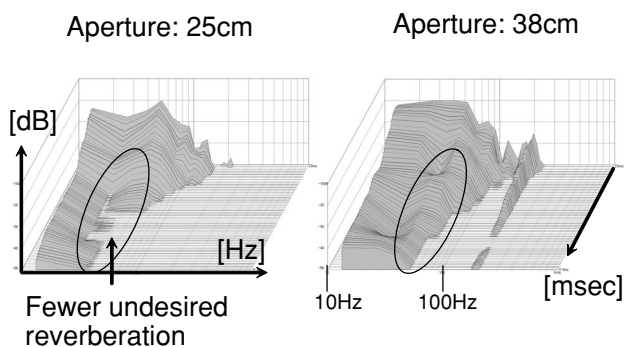 Aperture: 25cm
Aperture: 38cm
[dB]
[Hz]
[msec]
10Hz
100Hz
Fewer undesired
reverberation